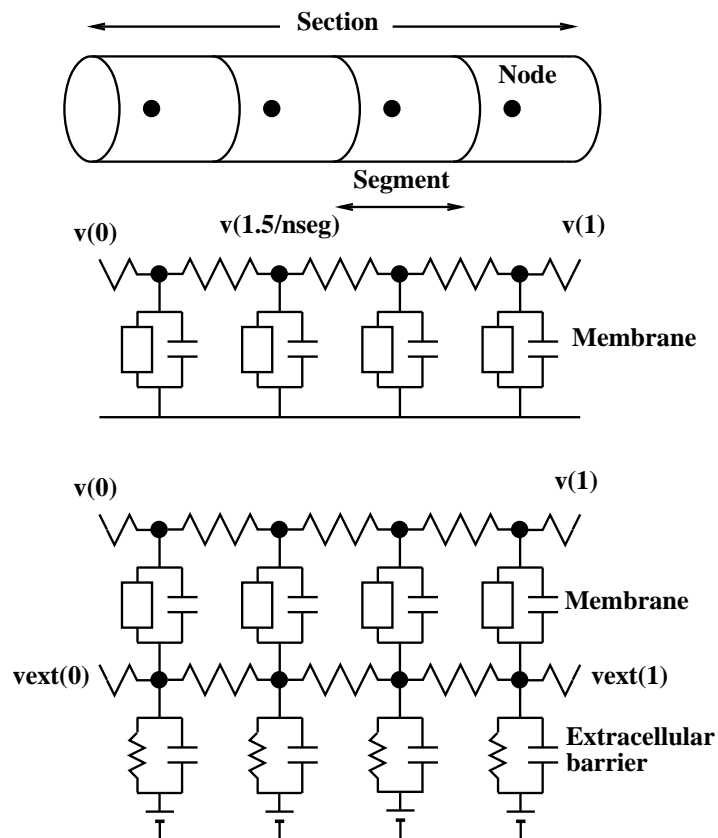 Section
Node
Segment
v(0)
v(1.5/nseg)
v(1)
Membrane
v(0)
v(1)
Membrane
vext(0)
vext(1)
Extracellular
barrier